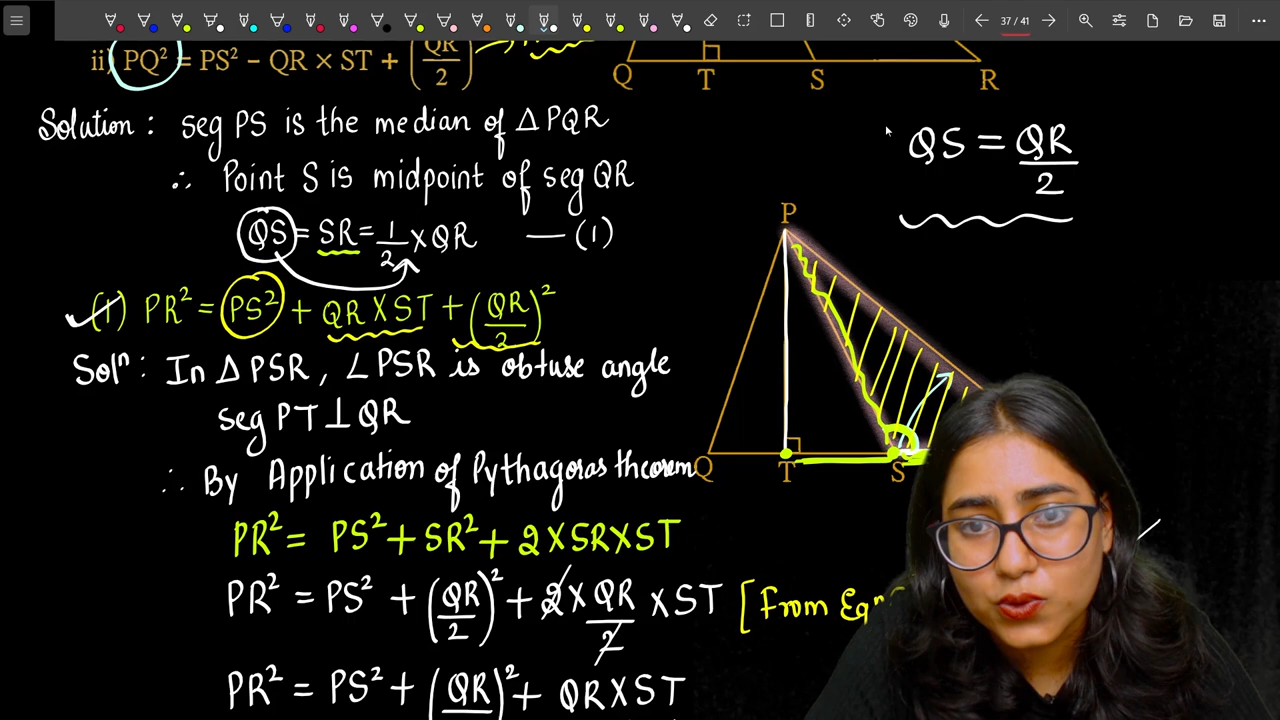 37 / 41
ii) PQ² = PS² – QR × ST + (QR/2)
Q T S R
Solution : seg PS is the median of Δ PQR
∴ Point S is midpoint of seg QR
QS = SR = 1/2 × QR — (1)
QS = QR/2
(1) PR² = PS² + QR X ST + (QR/2)²
P
Solⁿ : In Δ PSR, ∠PSR is obtuse angle
seg PT ⊥ QR
Q T S
∴ By Application of Pythagoras theorem
PR² = PS² + SR² + 2 X SR X ST
PR² = PS² + (QR/2)² + 2 × QR/2 × ST [From Eqⁿ
PR² = PS² + (QR)² + QR X ST